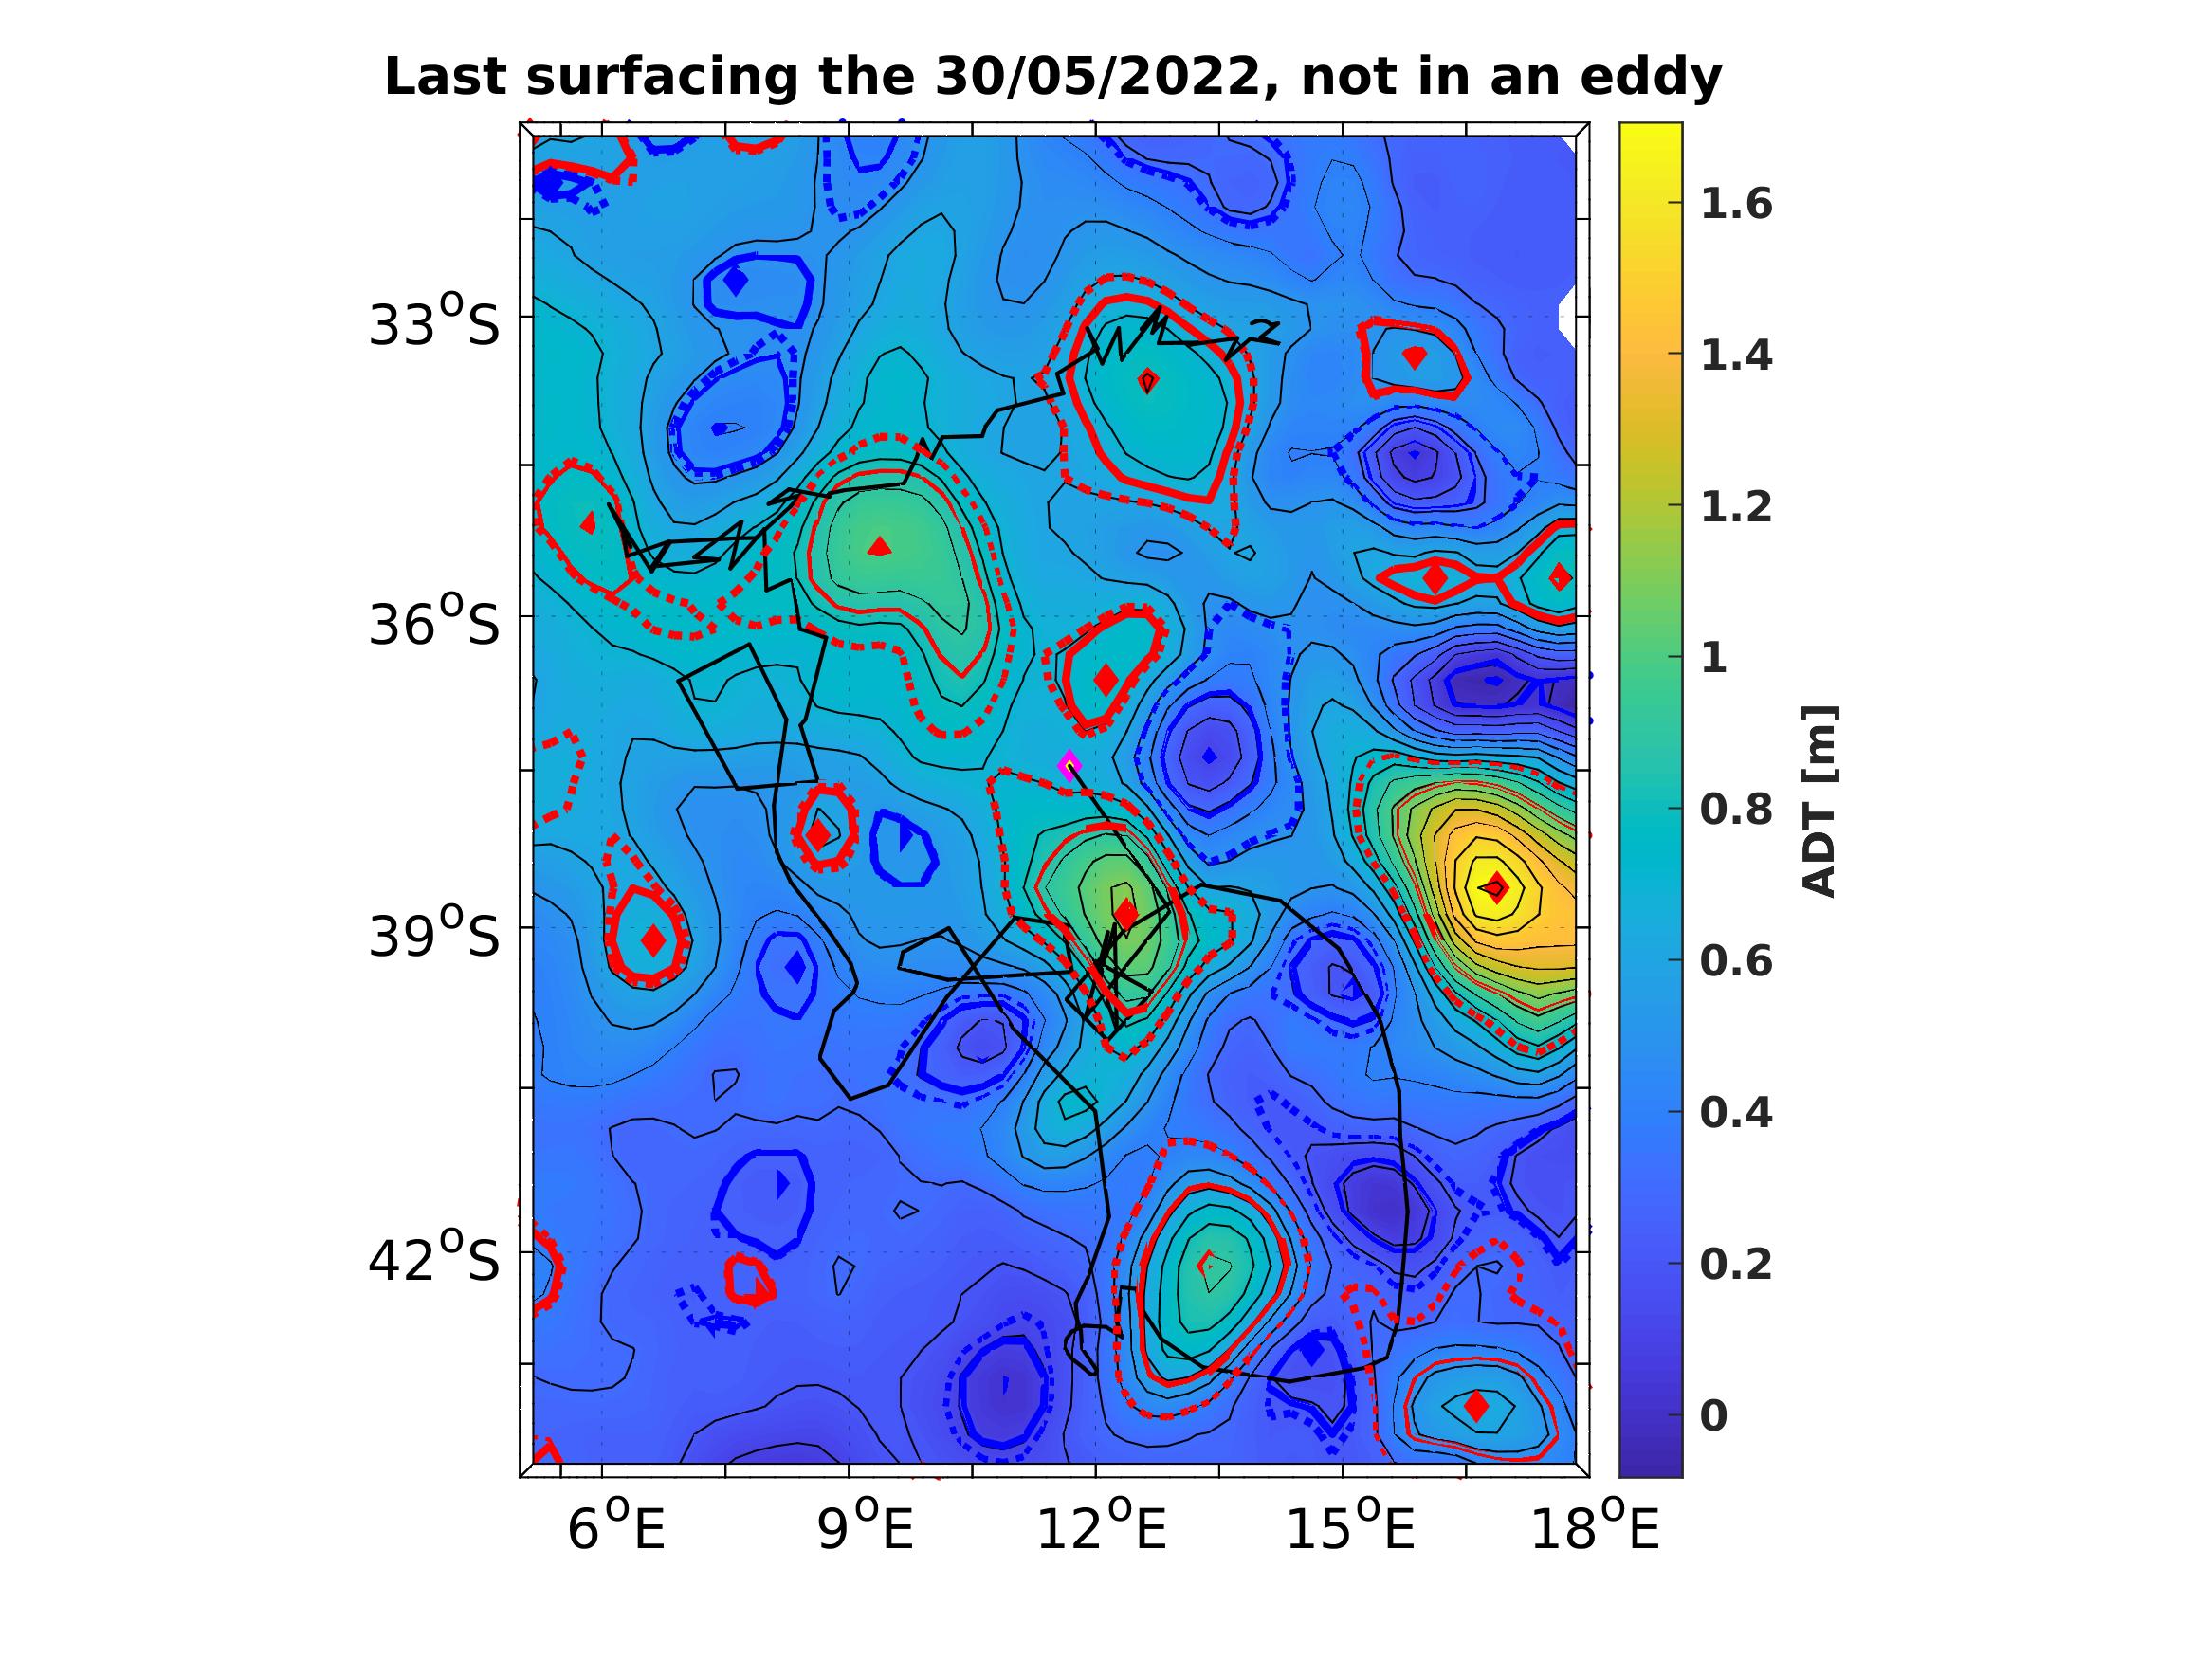 Last surfacing the 30/05/2022, not in an eddy
33°S
36°S
39°S
42°S
6°E
9°E
12°E
15°E
18°E
1.6
1.4
1.2
1
0.8
0.6
0.4
0.2
0
ADT [m]